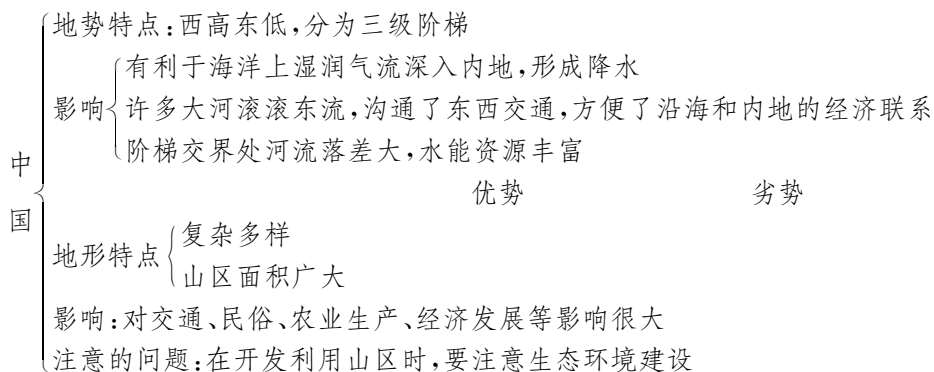 中国
地势特点:西高东低,分为三级阶梯
影响
有利于海洋上湿润气流深入内地,形成降水
许多大河滚滚东流,沟通了东西交通,方便了沿海和内地的经济联系
阶梯交界处河流落差大,水能资源丰富
优势 劣势
地形特点
复杂多样
山区面积广大
影响:对交通、民俗、农业生产、经济发展等影响很大
注意的问题:在开发利用山区时,要注意生态环境建设